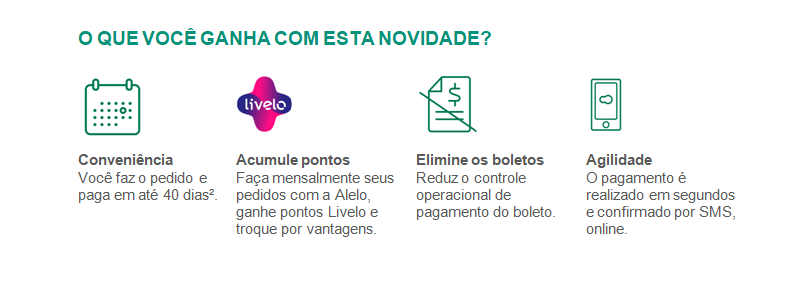 O QUE VOCÊ GANHA COM ESTA NOVIDADE?
livelo
$
Conveniência
Você faz o pedido e
paga em até 40 dias².
Acumule pontos
Faça mensalmente seus
pedidos com a Alelo,
ganhe pontos Livelo e
troque por vantagens.
Elimine os boletos
Reduz o controle
operacional de
pagamento do boleto.
Agilidade
O pagamento é
realizado em segundos
e confirmado por SMS,
online.